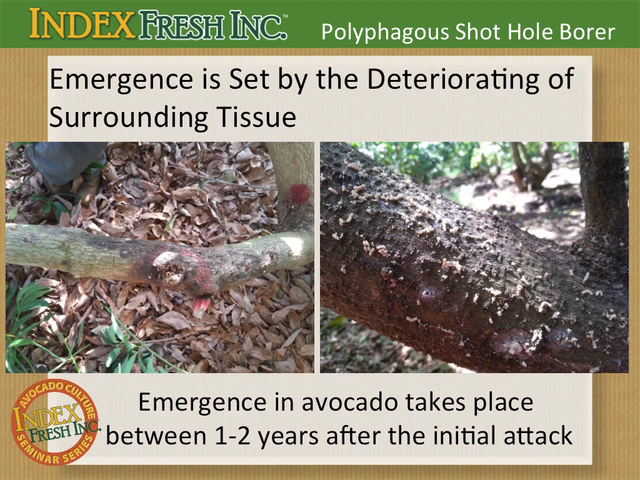 INDEX FRESH INC.™
Polyphagous Shot Hole Borer
Emergence is Set by the Deteriorating of
Surrounding Tissue
AVOCADO CULTURE
INDEX
FRESH INC.
SEMINAR SERIES
Emergence in avocado takes place
between 1-2 years after the initial attack